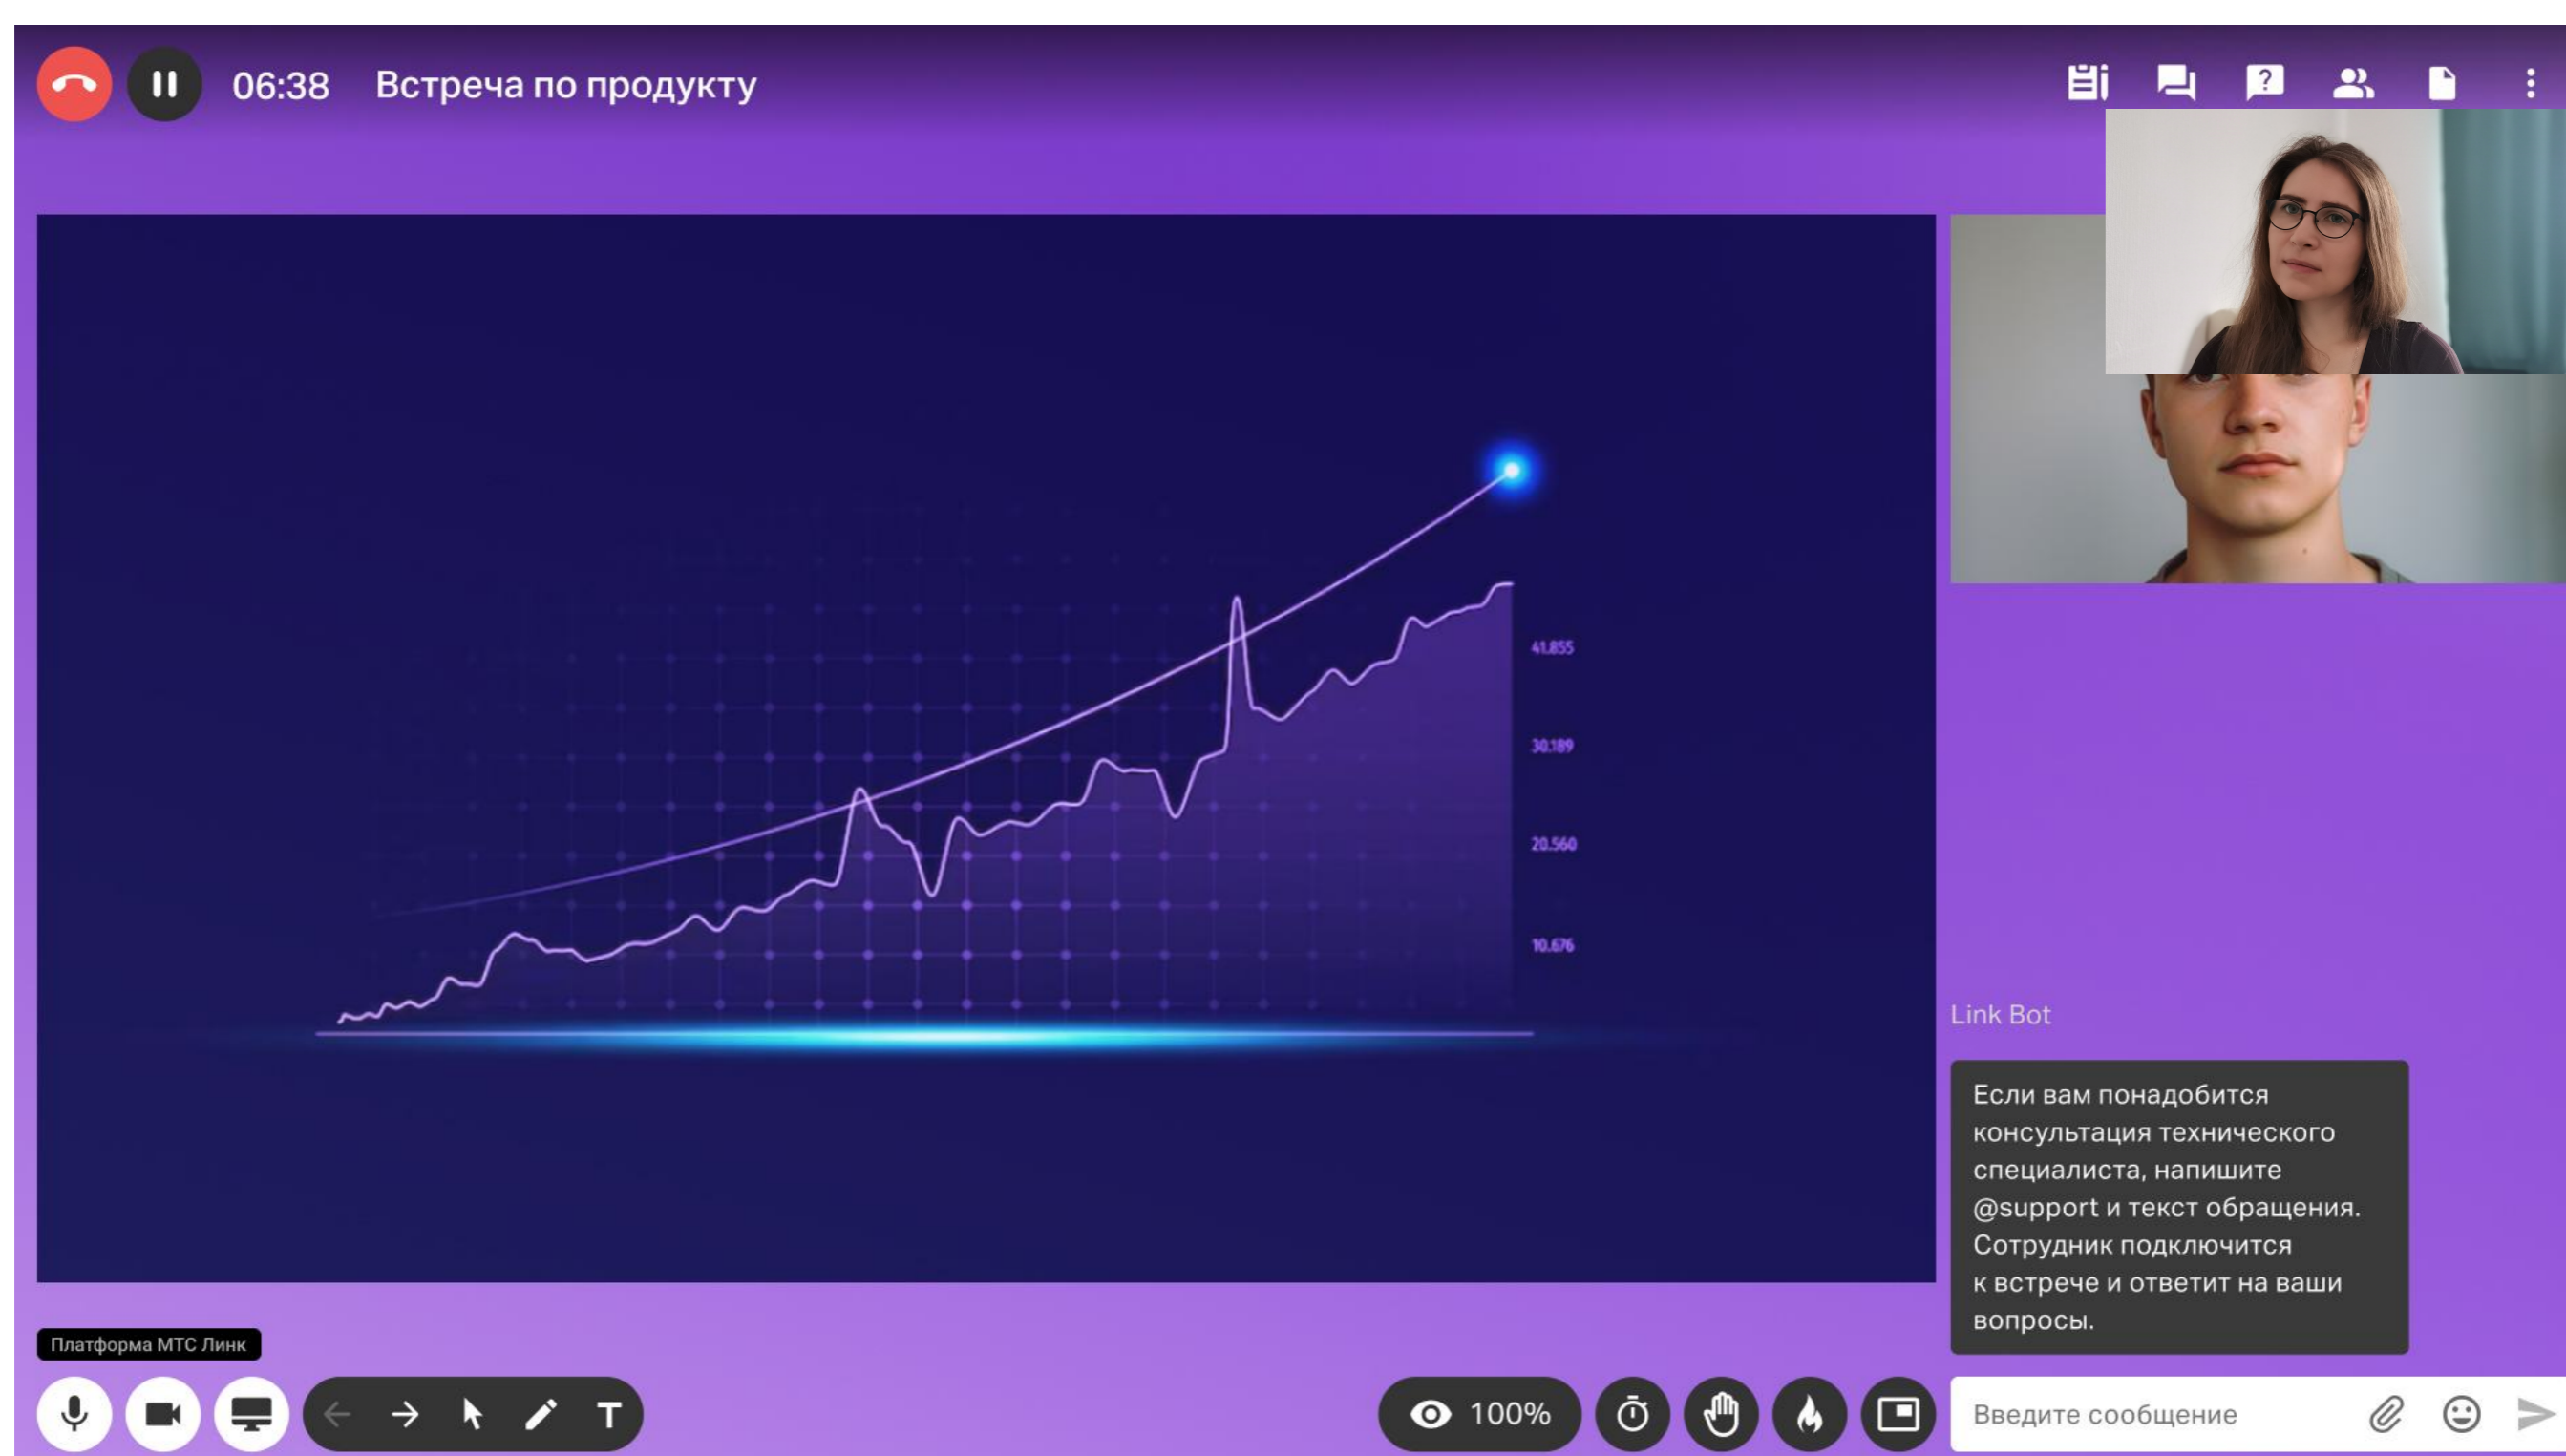 06:38 Встреча по продукту
41.855
30.189
20.560
10.676
Link Bot
Если вам понадобится
консультация технического
специалиста, напишите
@support и текст обращения.
Сотрудник подключится
к встрече и ответит на ваши
вопросы.
Платформа МТС Линк
T
100%
Введите сообщение